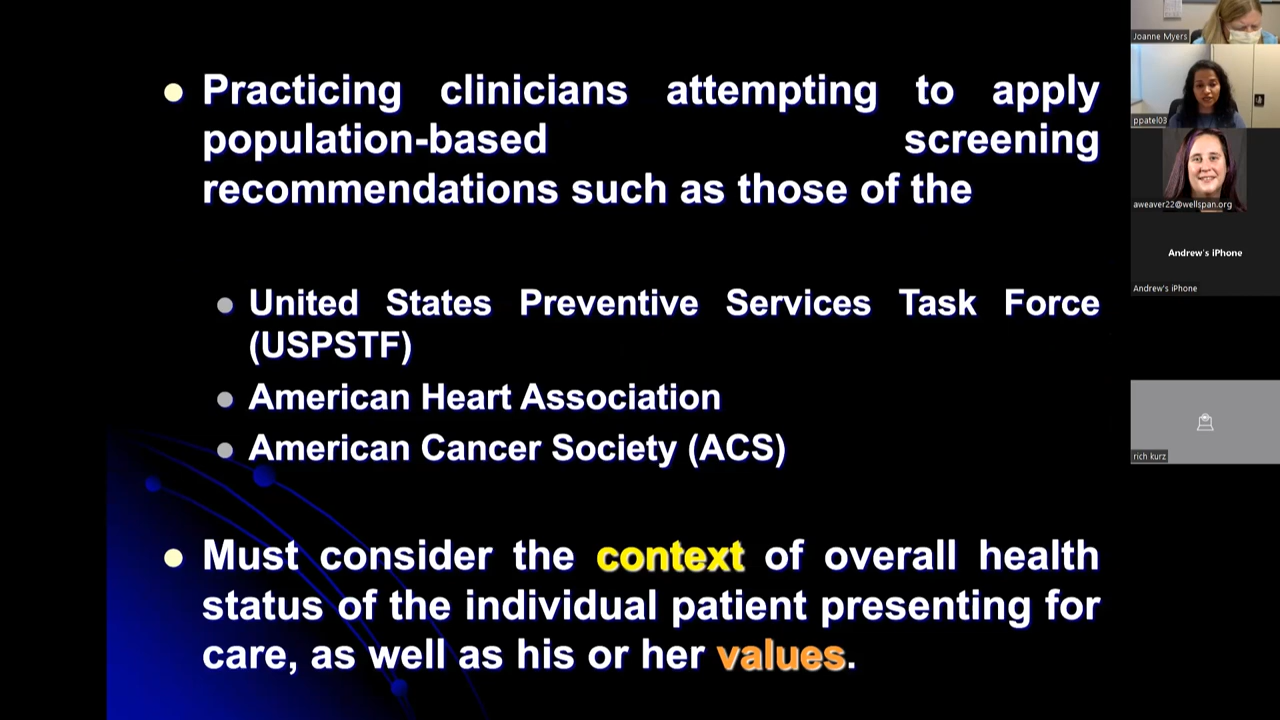 Practicing clinicians attempting to apply
population-based screening
recommendations such as those of the
United States Preventive Services Task Force
(USPSTF)
American Heart Association
American Cancer Society (ACS)
Must consider the context of overall health
status of the individual patient presenting for
care, as well as his or her values.
Joanne Myers
ppatel03
aweaver22@wellspan.org
Andrew's iPhone
Andrew's iPhone
rich kurz